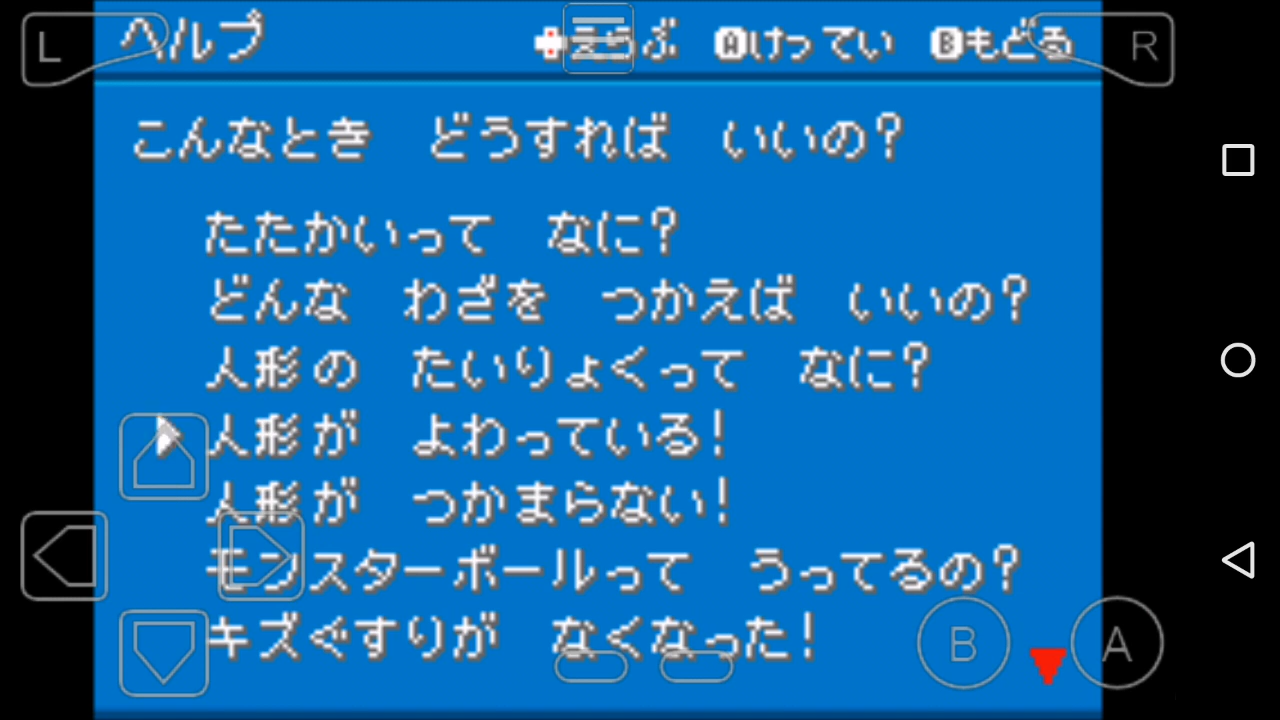 L
ヘルプ
えらぶ Aけってい Bもどる
R
こんなとき どうすれば いいの?
たたかいって なに?
どんな わざを つかえば いいの?
人形の たいりょくって なに?
人形が よわっている!
人形が つかまらない!
モンスターボールって うってるの?
キズぐすりが なくなった!
B
A